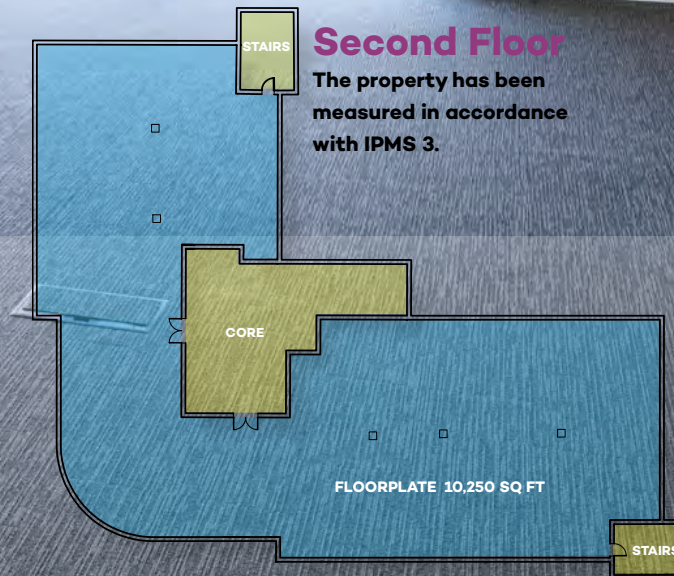 STAIRS
Second Floor
The property has been
measured in accordance
with IPMS 3.
CORE
FLOORPLATE 10,250 SQ FT
STAIRS